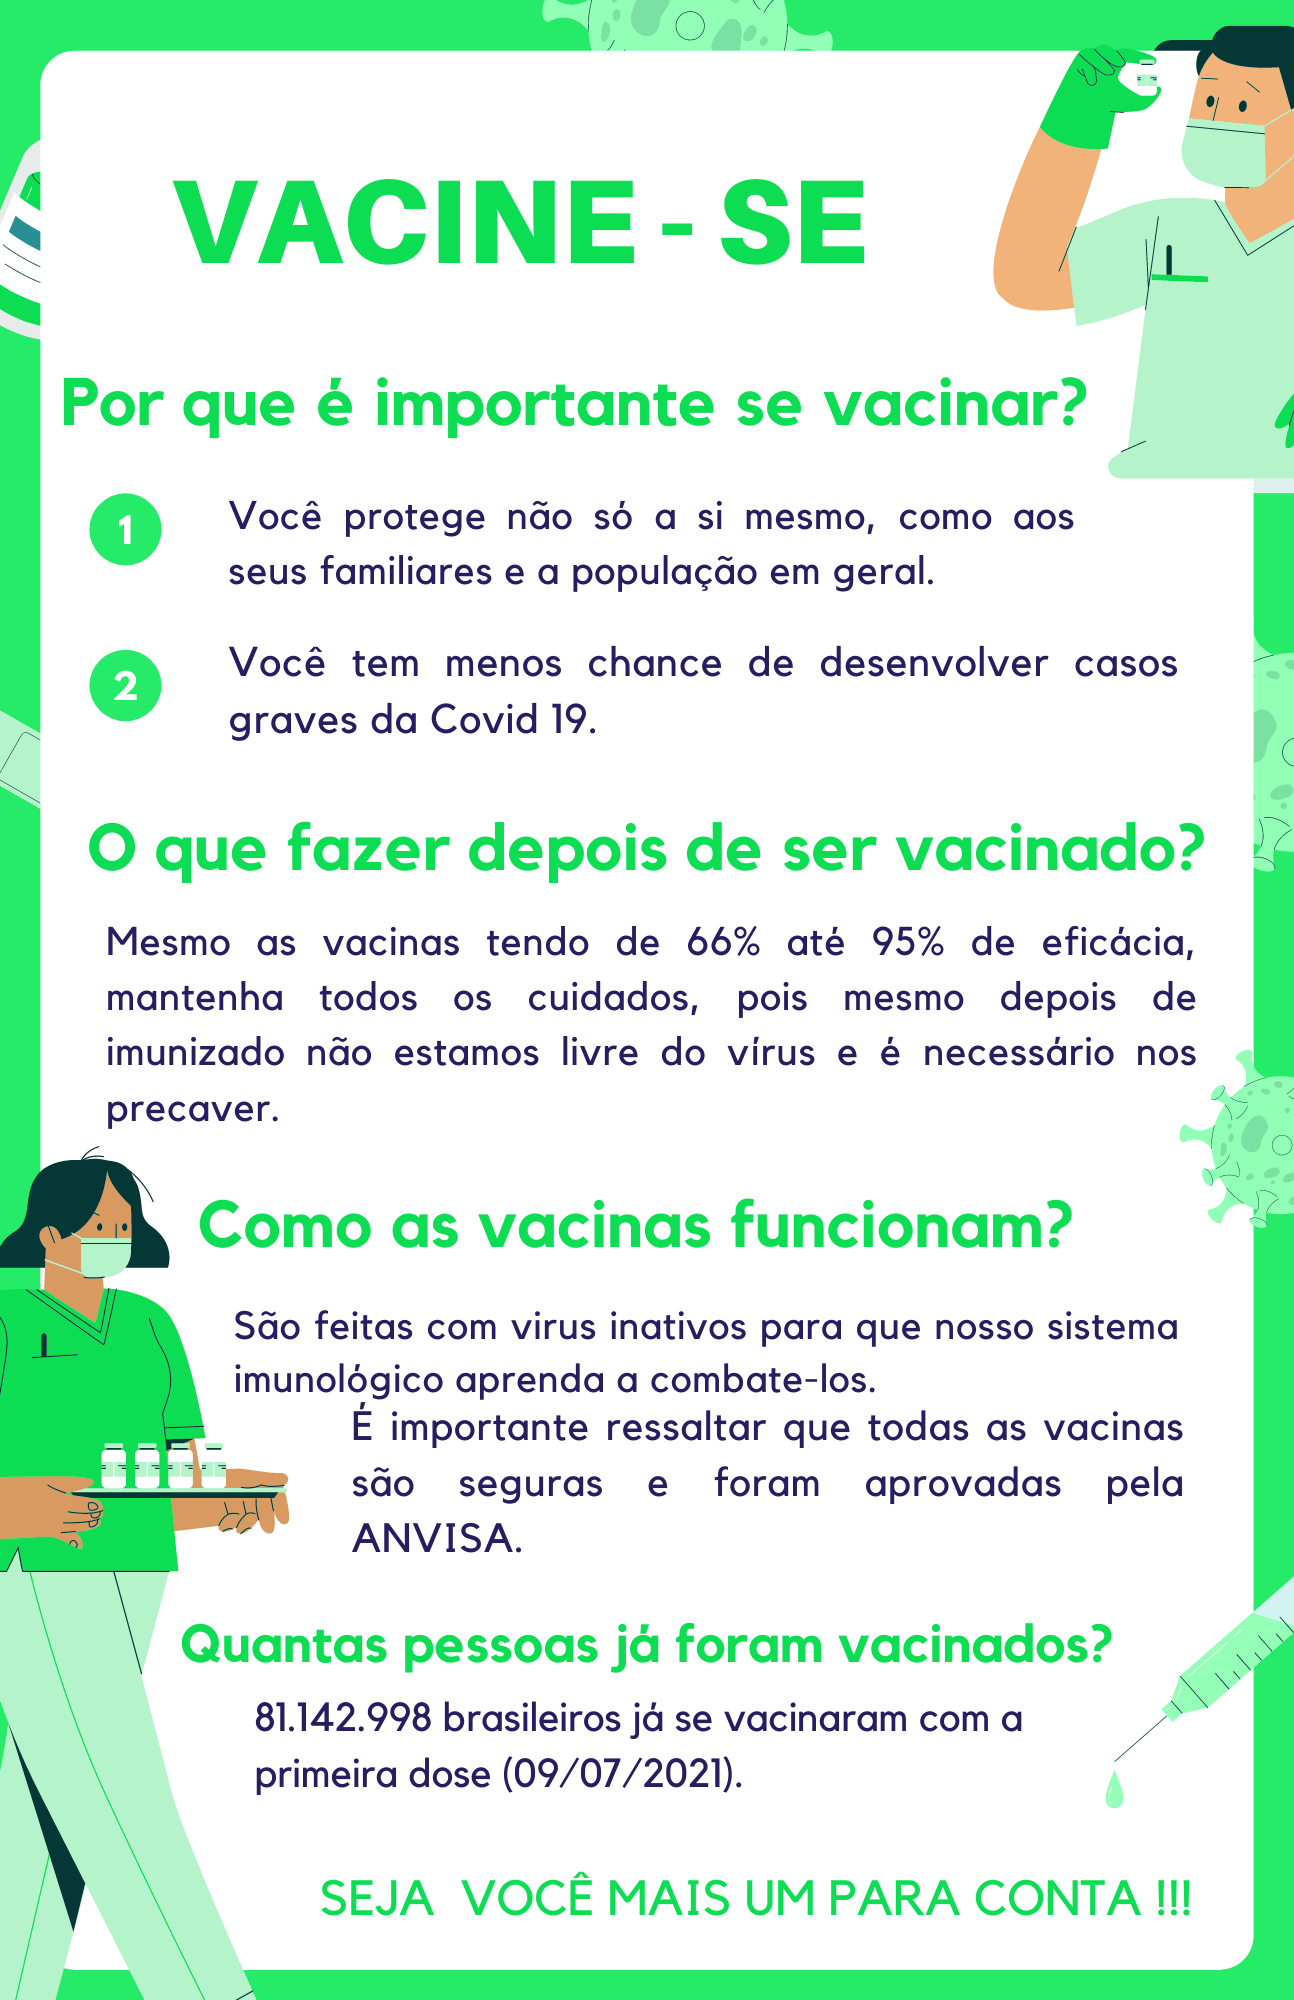 VACINE - SE
Por que é importante se vacinar?
1
Você protege não só a si mesmo, como aos
seus familiares e a população em geral.
2
Você tem menos chance de desenvolver casos
graves da Covid 19.
O que fazer depois de ser vacinado?
Mesmo as vacinas tendo de 66% até 95% de eficácia,
mantenha todos os cuidados, pois mesmo depois de
imunizado não estamos livre do vírus e é necessário nos
precaver.
Como as vacinas funcionam?
São feitas com virus inativos para que nosso sistema
imunológico aprenda a combate-los.
É importante ressaltar que todas as vacinas
são seguras e foram aprovadas pela
ANVISA.
Quantas pessoas já foram vacinados?
81.142.998 brasileiros já se vacinaram com a
primeira dose (09/07/2021).
SEJA VOCÊ MAIS UM PARA CONTA !!!